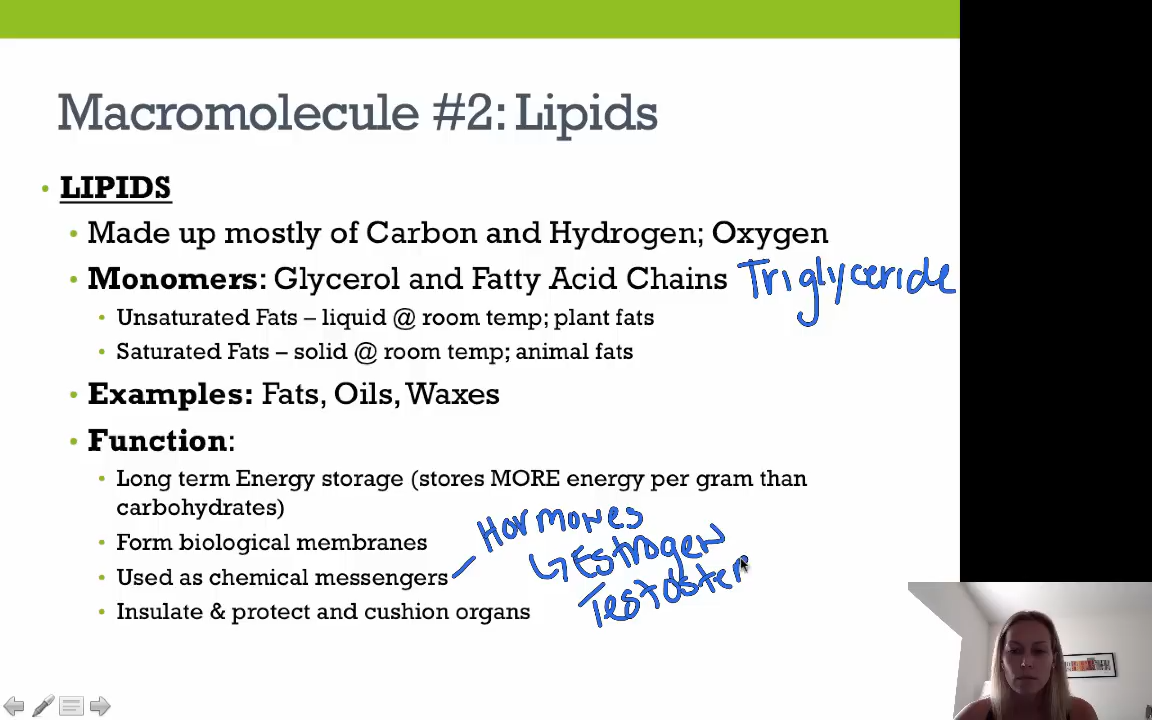 Macromolecule #2: Lipids
• LIPIDS
• Made up mostly of Carbon and Hydrogen; Oxygen
• Monomers: Glycerol and Fatty Acid Chains Triglyceride
• Unsaturated Fats – liquid @ room temp; plant fats
• Saturated Fats – solid @ room temp; animal fats
• Examples: Fats, Oils, Waxes
• Function:
• Long term Energy storage (stores MORE energy per gram than
carbohydrates)
Hormones
• Form biological membranes
Estrogen
• Used as chemical messengers
Testoster
• Insulate & protect and cushion organs